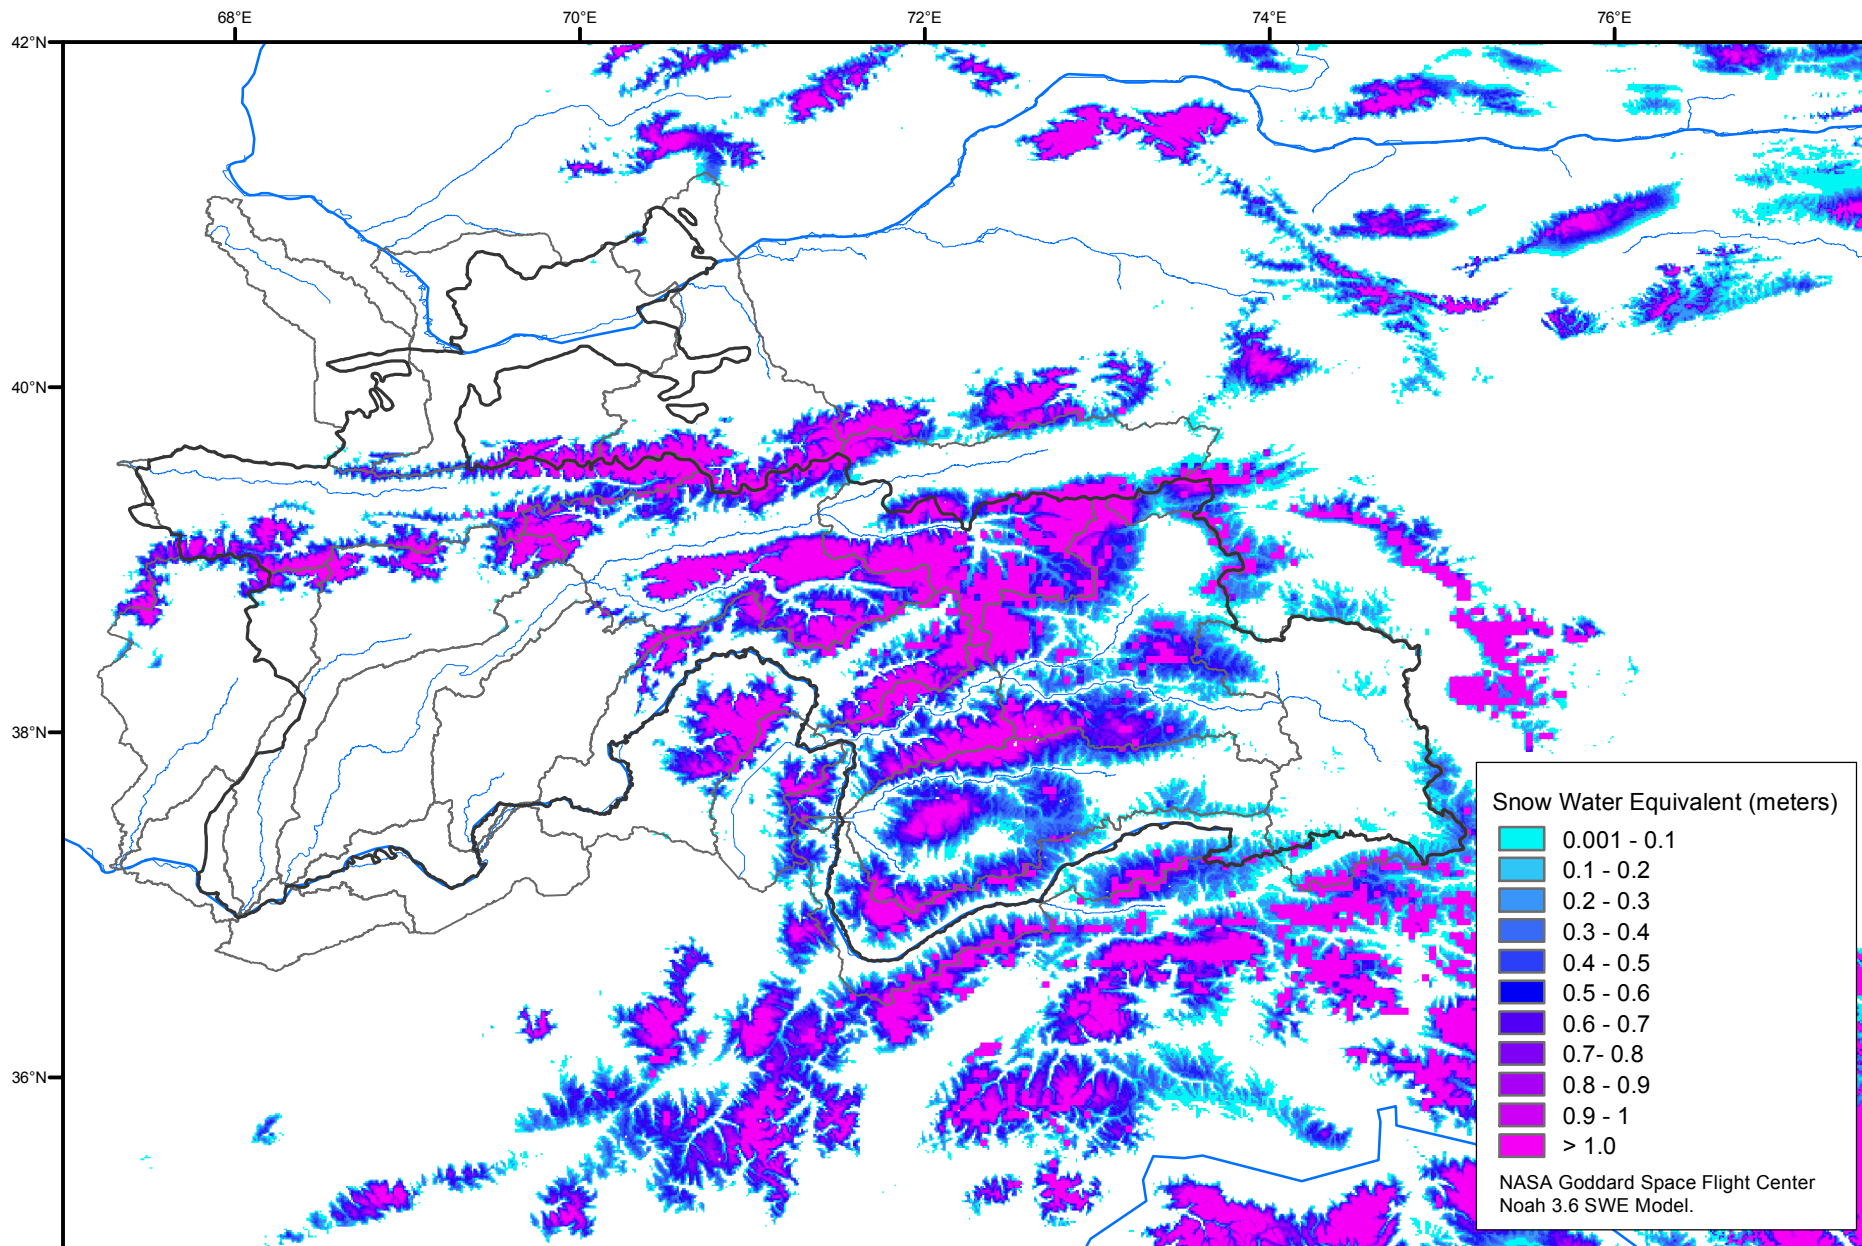 68°E 70°E 72°E 74°E 76°E
42°N
40°N
38°N
36°N
Snow Water Equivalent (meters)
0.001 - 0.1
0.1 - 0.2
0.2 - 0.3
0.3 - 0.4
0.4 - 0.5
0.5 - 0.6
0.6 - 0.7
0.7- 0.8
0.8 - 0.9
0.9 - 1
> 1.0
NASA Goddard Space Flight Center
Noah 3.6 SWE Model.